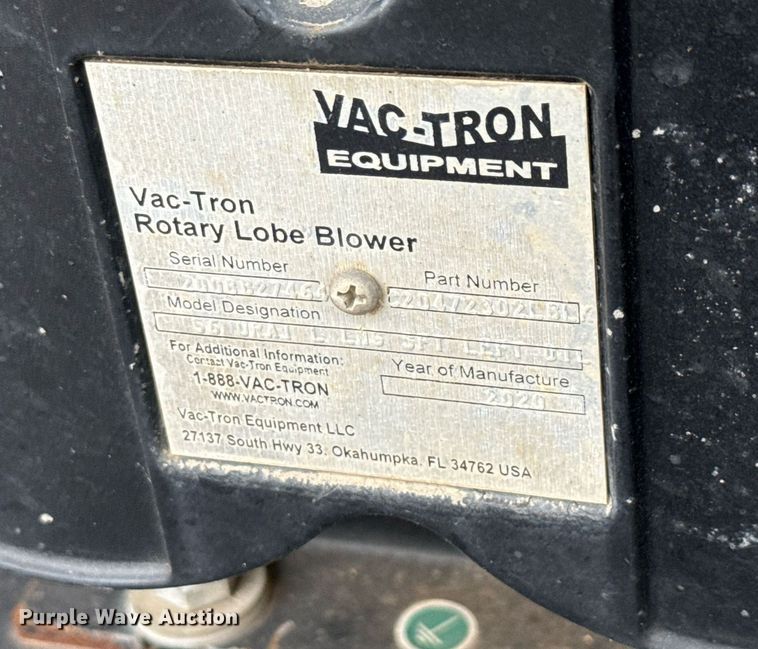 VAC-TRON
EQUIPMENT
Vac-Tron
Rotary Lobe Blower
Serial Number
Part Number
Model Designation
For Additional Information:
Contact Vac-Tron Equipment
1-888-VAC-TRON
WWW.VACTRON.COM
Year of Manufacture
2020
Vac-Tron Equipment LLC
27137 South Hwy 33, Okahumpka, FL 34762 USA
Purple Wave Auction